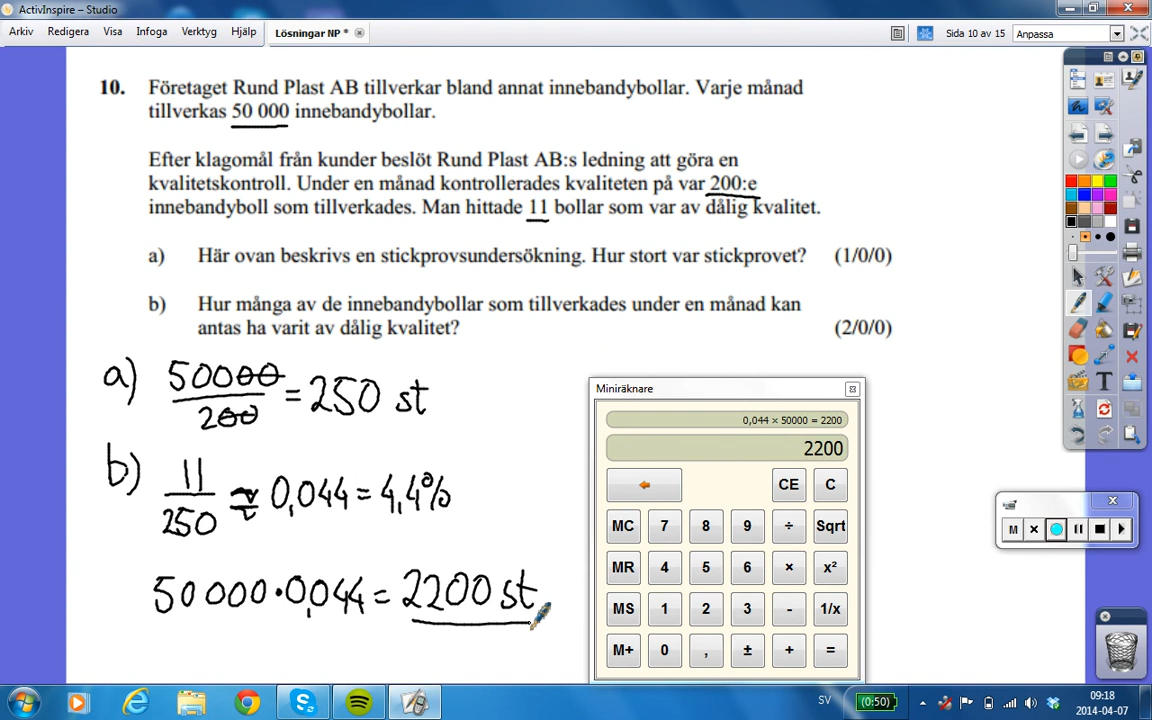 ActivInspire – Studio
Arkiv Redigera Visa Infoga Verktyg Hjälp Lösningar NP * Sida 10 av 15 Anpassa
10. Företaget Rund Plast AB tillverkar bland annat innebandybollar. Varje månad
tillverkas 50 000 innebandybollar.
Efter klagomål från kunder beslöt Rund Plast AB:s ledning att göra en
kvalitetskontroll. Under en månad kontrollerades kvaliteten på var 200:e
innebandyboll som tillverkades. Man hittade 11 bollar som var av dålig kvalitet.
a) Här ovan beskrivs en stickprovsundersökning. Hur stort var stickprovet? (1/0/0)
b) Hur många av de innebandybollar som tillverkades under en månad kan
antas ha varit av dålig kvalitet? (2/0/0)
a) 50000/200 = 250 st
b) 11/250 ≈ 0,044 = 4,4%
50 000 · 0,044 = 2200 st
Miniräknare
0,044 × 50000 = 2200
2200
CE C
MC 7 8 9 ÷ Sqrt
MR 4 5 6 × x²
MS 1 2 3 - 1/x
M+ 0 , ± + =
M
SV (0:50) 09:18
2014-04-07